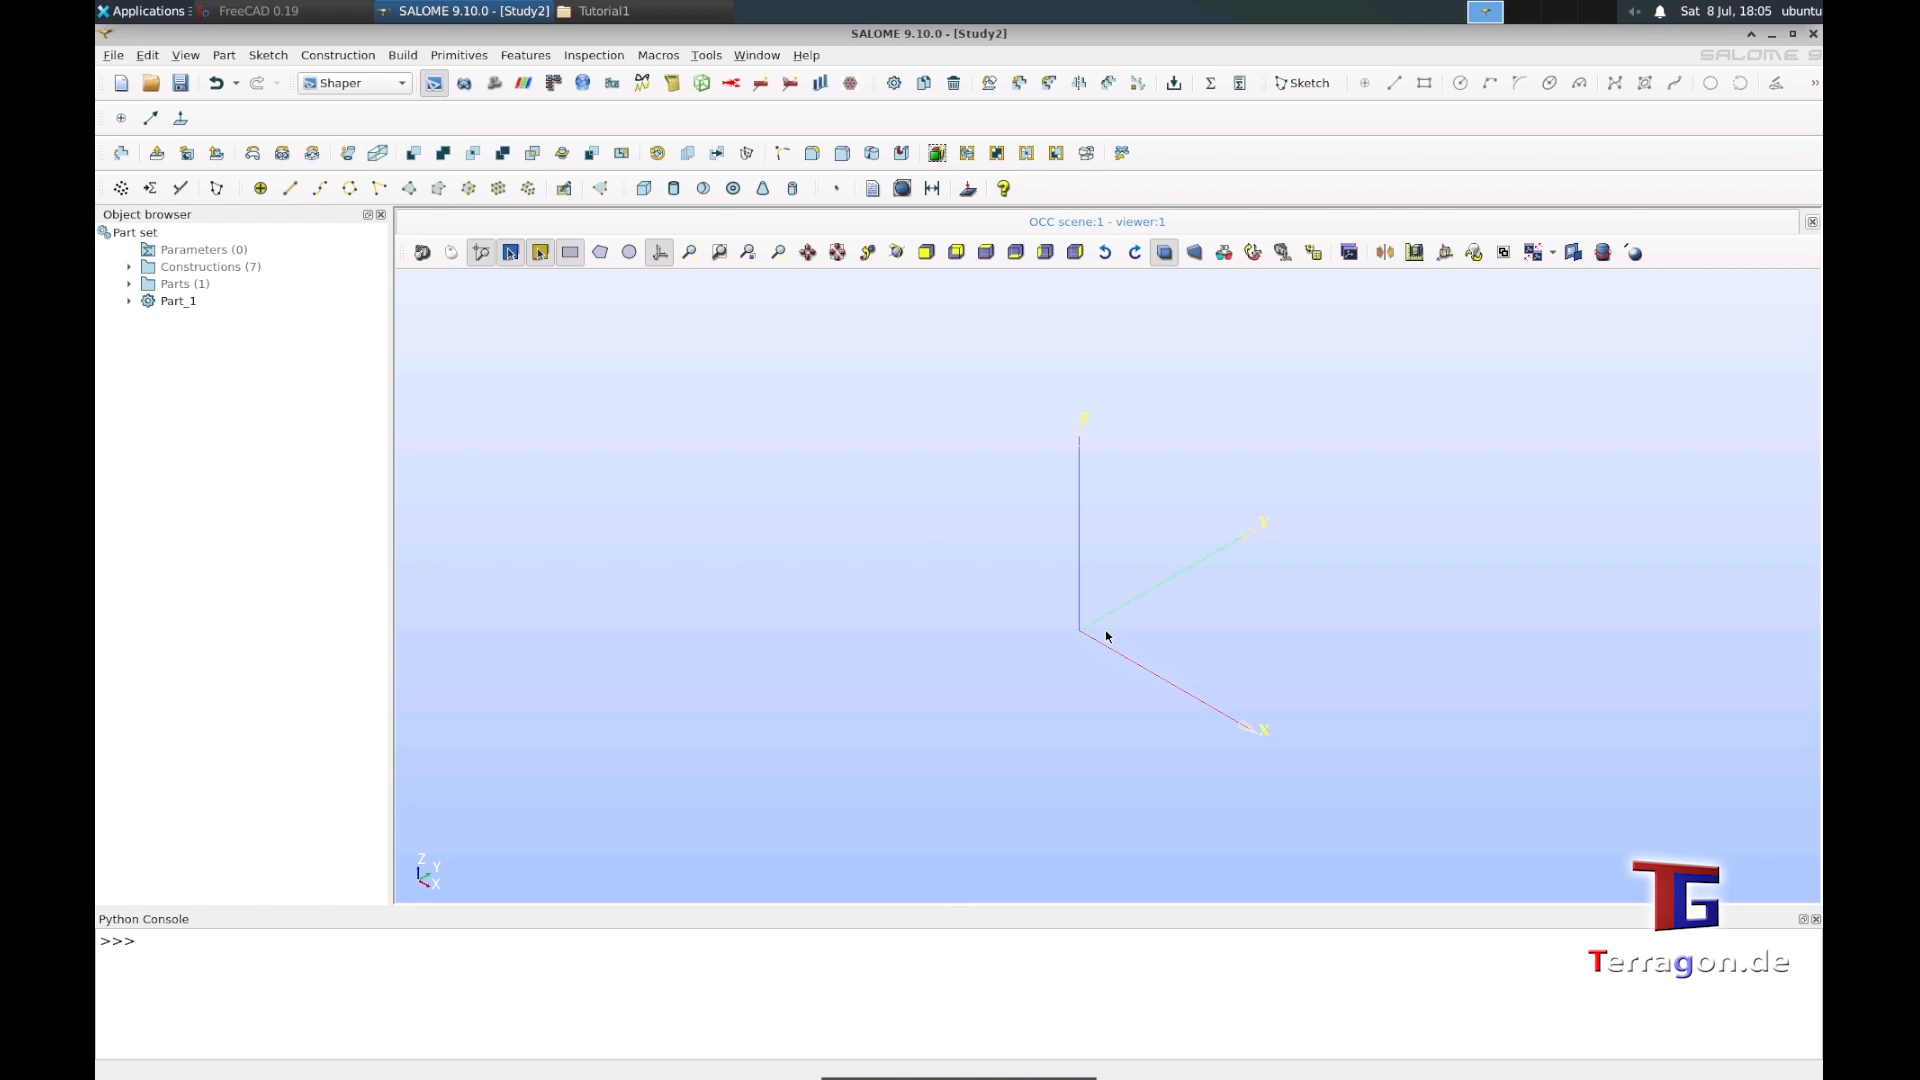 Applications FreeCAD 0.19 SALOME 9.10.0 - [Study2] Tutorial1 Sat 8 Jul, 18:05 ubuntu
SALOME 9.10.0 - [Study2]
File Edit View Part Sketch Construction Build Primitives Features Inspection Macros Tools Window Help SALOME 9
Shaper Sketch
Object browser
OCC scene:1 - viewer:1
Part set
Parameters (0)
Constructions (7)
Parts (1)
Part_1
Z
Y
X
Z
Y
X
TG
Terragon.de
Python Console
>>>